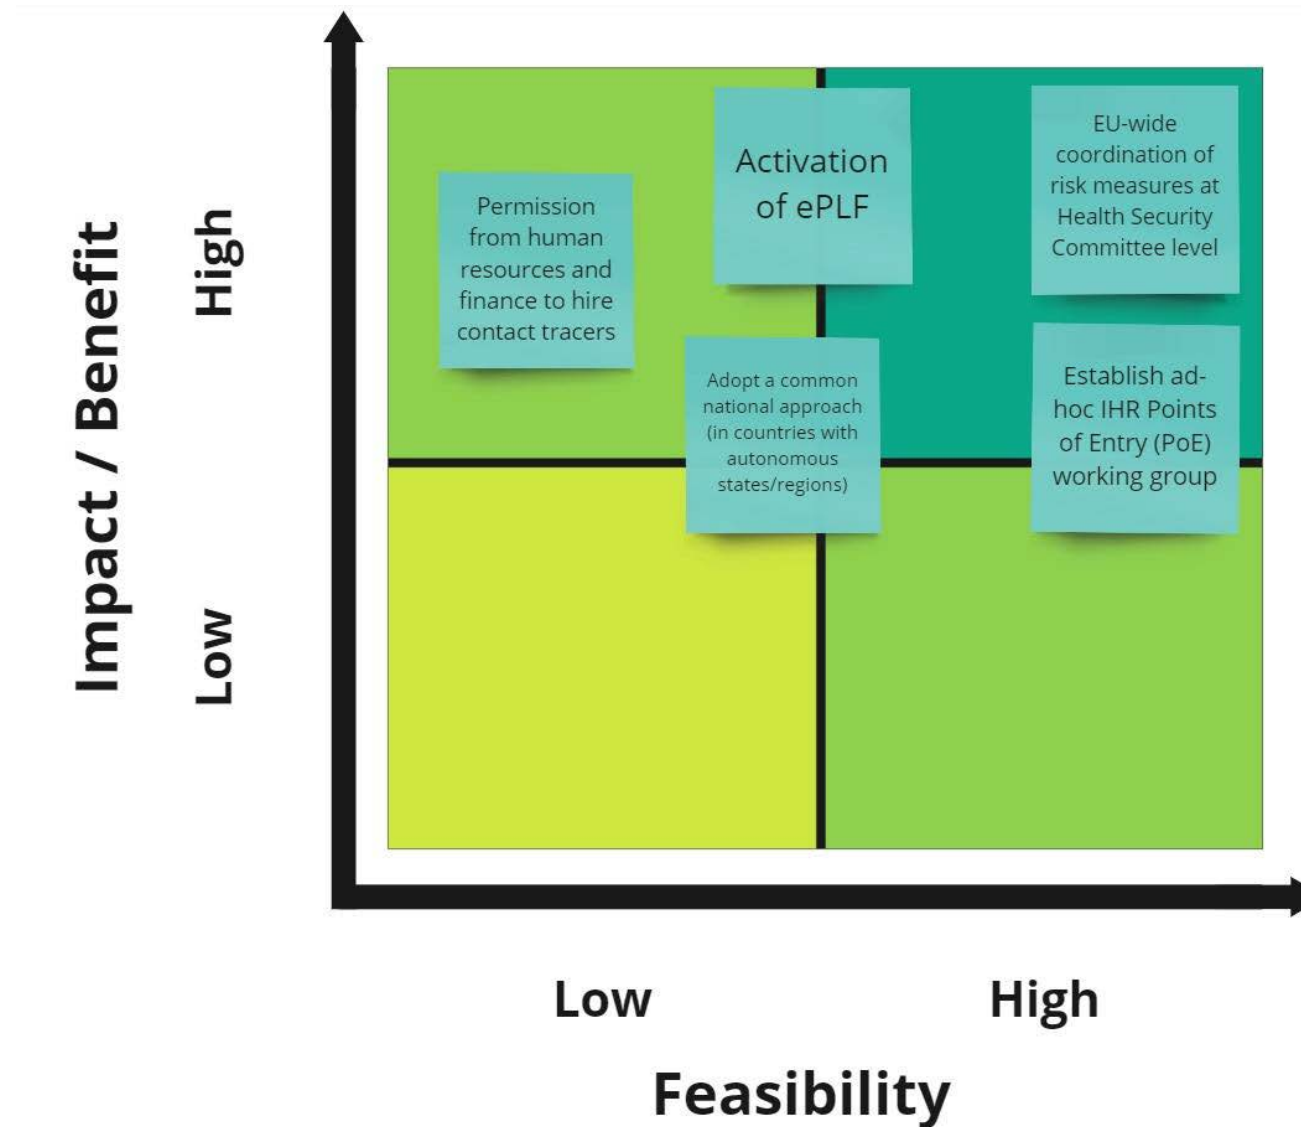 Impact / Benefit
High
Low
Permission
from human
resources and
finance to hire
contact tracers
Activation
of ePLF
EU-wide
coordination of
risk measures at
Health Security
Committee level
Adopt a common
national approach
(in countries with
autonomous
states/regions)
Establish ad-
hoc IHR Points
of Entry (PoE)
working group
Low
High
Feasibility